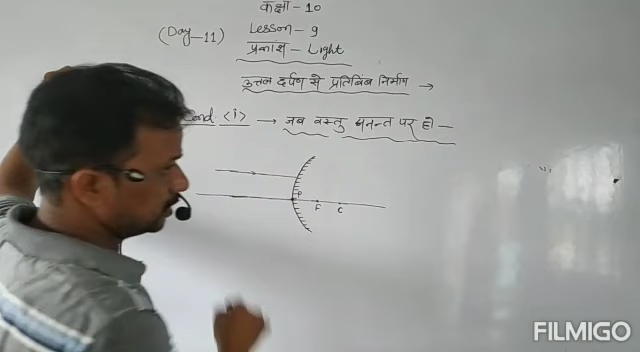 कक्षा - 10
(Day-11) Lesson - 9
प्रकाश - Light
उत्तल दर्पण से प्रतिबिंब निर्माण →
Cond <i> → जब वस्तु अनन्त पर हो -
P F C
FILMIGO